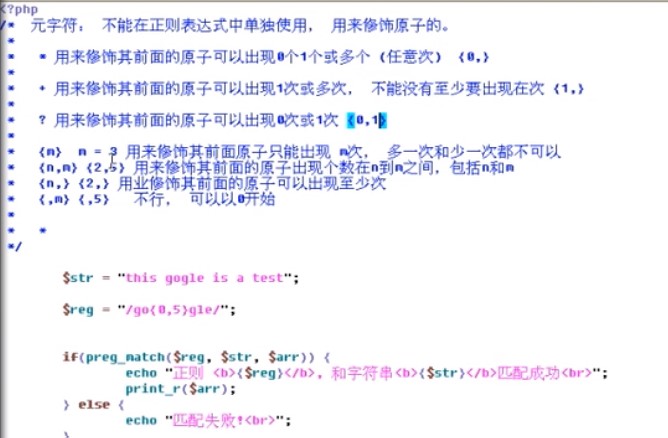 <?php
/* 元字符： 不能在正则表达式中单独使用， 用来修饰原子的。
*
* * 用来修饰其前面的原子可以出现0个1个或多个 (任意次) {0,}
*
* + 用来修饰其前面的原子可以出现1次或多次， 不能没有至少要出现在次 {1,}
*
* ? 用来修饰其前面的原子可以出现0次或1次 {0,1}
*
* {m} m = 3 用来修饰其前面原子只能出现 m次， 多一次和少一次都不可以
* {n,m} {2,5} 用来修饰其前面的原子出现个数在n到m之间，包括n和m
* {n,} {2,} 用业修饰其前面的原子可以出现至少次
* {,m} {,5} 不行， 可以以0开始
*
* *
*/
$str = "this gogle is a test";
$reg = "/go{0,5}gle/";
if(preg_match($reg, $str, $arr)) {
echo "正则 <b>{$reg}</b>，和字符串<b>{$str}</b>匹配成功<br>";
print_r($arr);
} else {
echo "匹配失败!<br>";